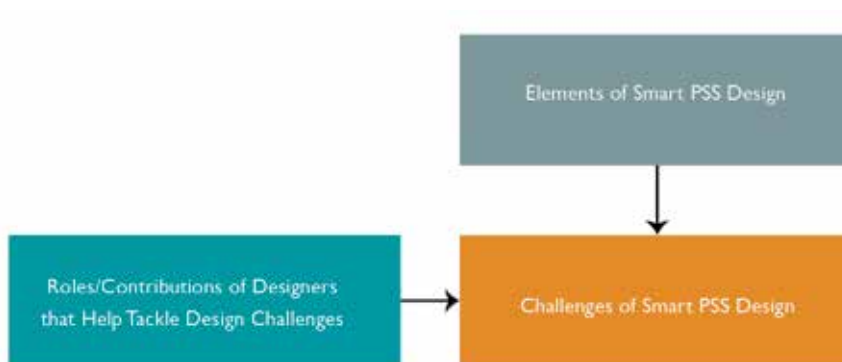 Elements of Smart PSS Design
Roles/Contributions of Designers
that Help Tackle Design Challenges
Challenges of Smart PSS Design